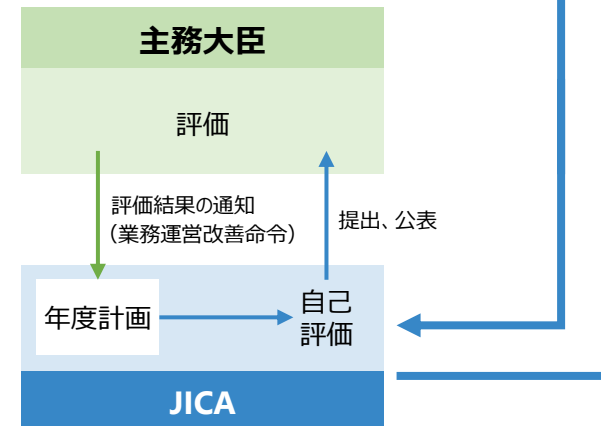 主務大臣
評価
評価結果の通知
（業務運営改善命令）
提出、公表
年度計画
自己
評価
JICA